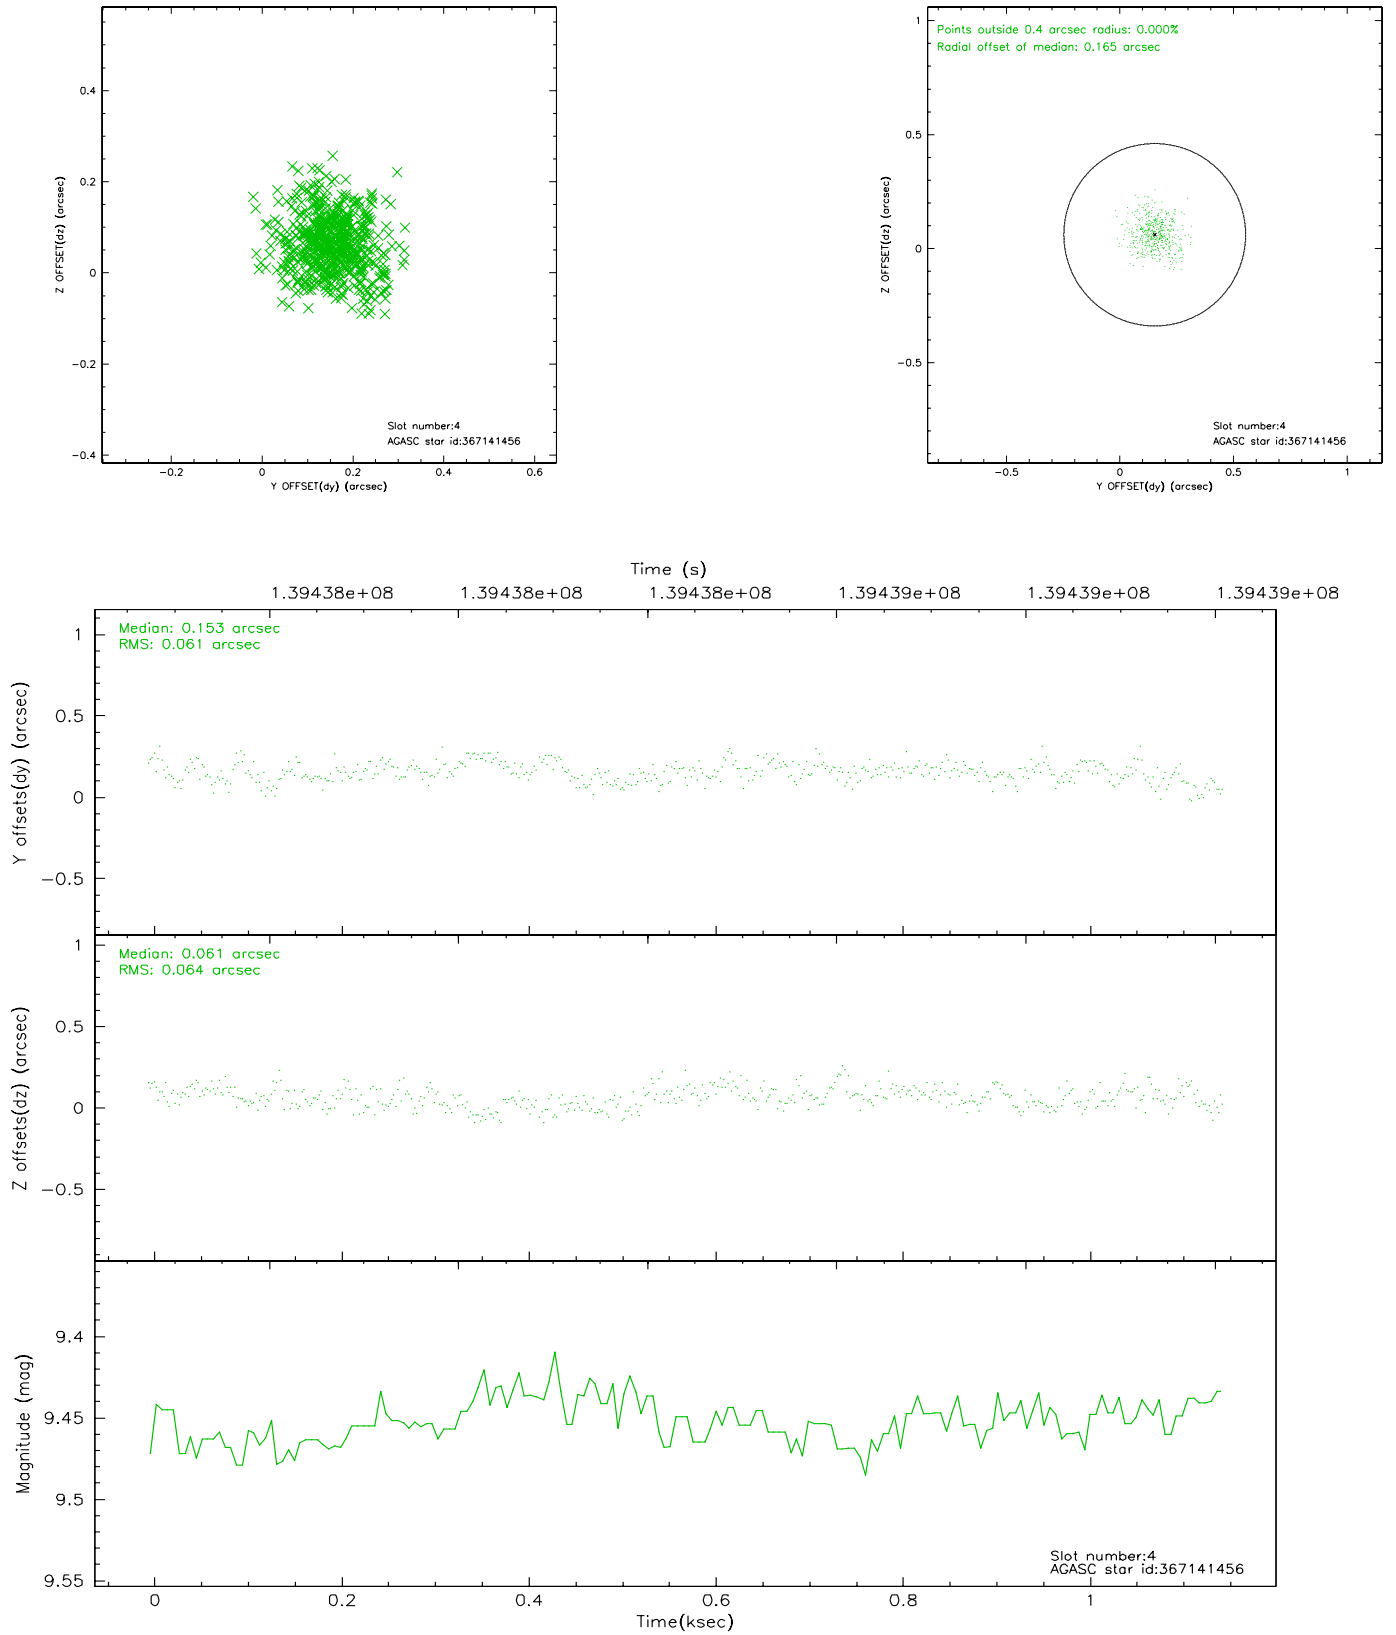 0.4
0.2
0
−0.2
−0.4
Z OFFSET(dz) (arcsec)
Slot number:4
AGASC star id:367141456
−0.2 0 0.2 0.4 0.6
Y OFFSET(dy) (arcsec)
Points outside 0.4 arcsec radius: 0.000%
Radial offset of median: 0.165 arcsec
1
0.5
0
−0.5
Z OFFSET(dz) (arcsec)
Slot number:4
AGASC star id:367141456
−0.5 0 0.5 1
Y OFFSET(dy) (arcsec)
Time (s)
1.39438e+08 1.39438e+08 1.39438e+08 1.39439e+08 1.39439e+08 1.39439e+08
Median: 0.153 arcsec
RMS: 0.061 arcsec
1
0.5
0
−0.5
Y offsets(dy) (arcsec)
Median: 0.061 arcsec
RMS: 0.064 arcsec
1
0.5
0
−0.5
Z offsets(dz) (arcsec)
9.4
9.45
9.5
9.55
Magnitude (mag)
Slot number:4
AGASC star id:367141456
0 0.2 0.4 0.6 0.8 1
Time(ksec)